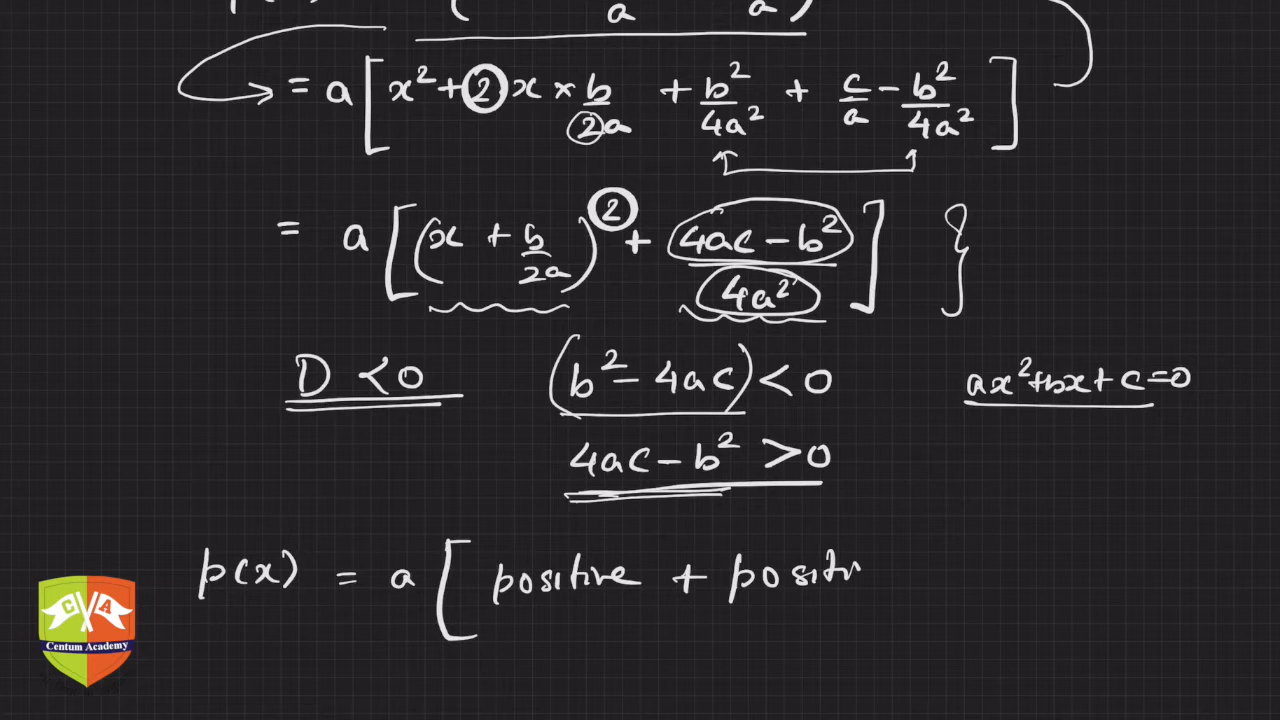 a a
= a [ x² + 2 x × b/2a + b²/4a² + c/a − b²/4a² ]
= a [ ( x + b/2a )² + 4ac − b²/4a² ] }
D < 0 (b² − 4ac) < 0 ax² + bx + c = 0
4ac − b² > 0
p(x) = a [ positive + positiv
C A
Centum Academy